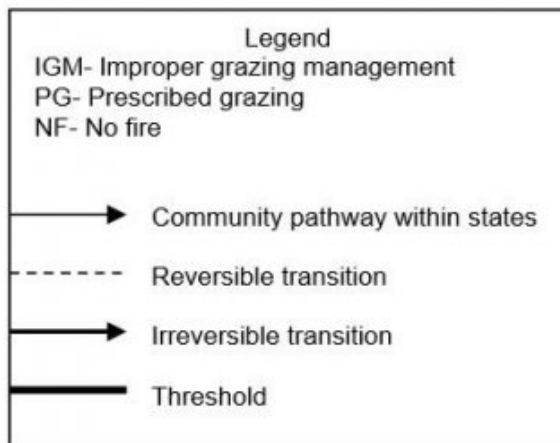 Legend
IGM- Improper grazing management
PG- Prescribed grazing
NF- No fire
Community pathway within states
Reversible transition
Irreversible transition
Threshold